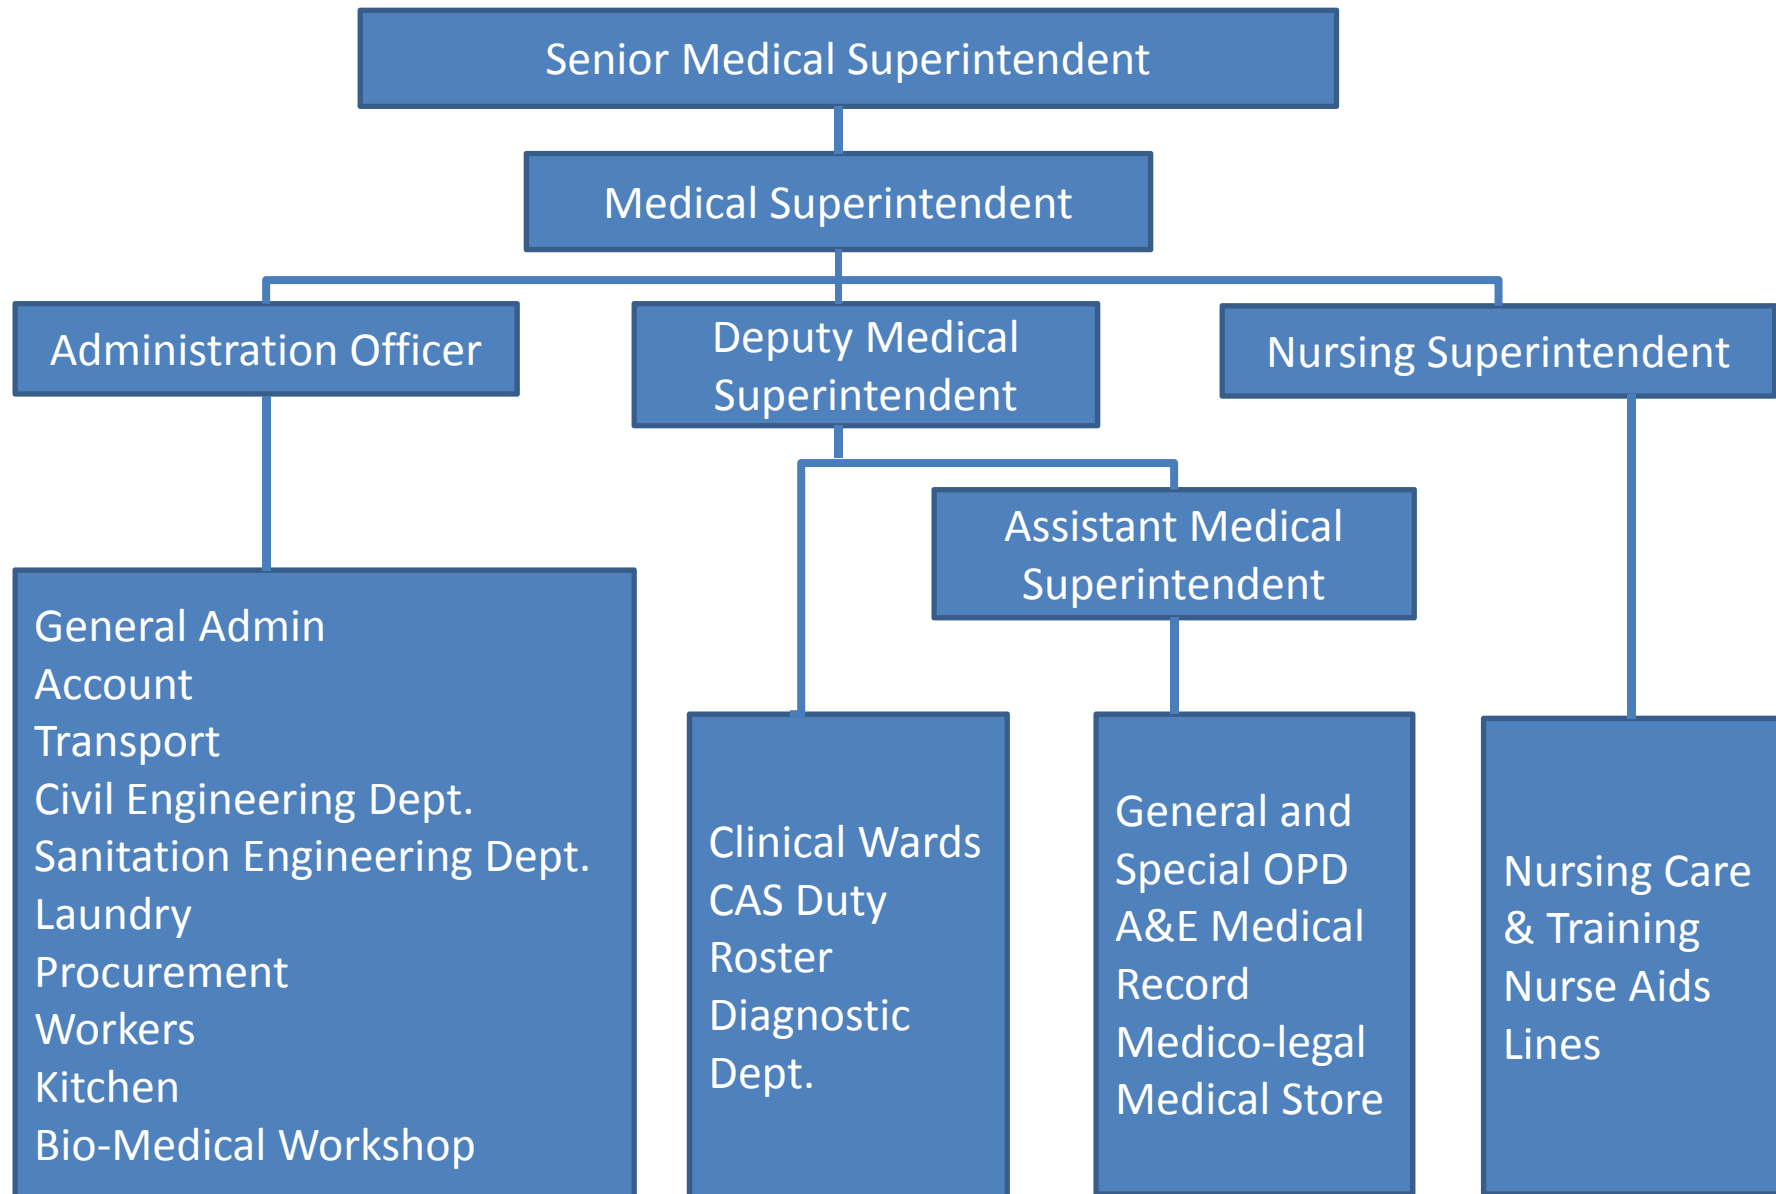 Senior Medical Superintendent
Medical Superintendent
Administration Officer
Deputy Medical
Superintendent
Nursing Superintendent
Assistant Medical
Superintendent
General Admin
Account
Transport
Civil Engineering Dept.
Sanitation Engineering Dept.
Laundry
Procurement
Workers
Kitchen
Bio-Medical Workshop
Clinical Wards
CAS Duty
Roster
Diagnostic
Dept.
General and
Special OPD
A&E Medical
Record
Medico-legal
Medical Store
Nursing Care
& Training
Nurse Aids
Lines